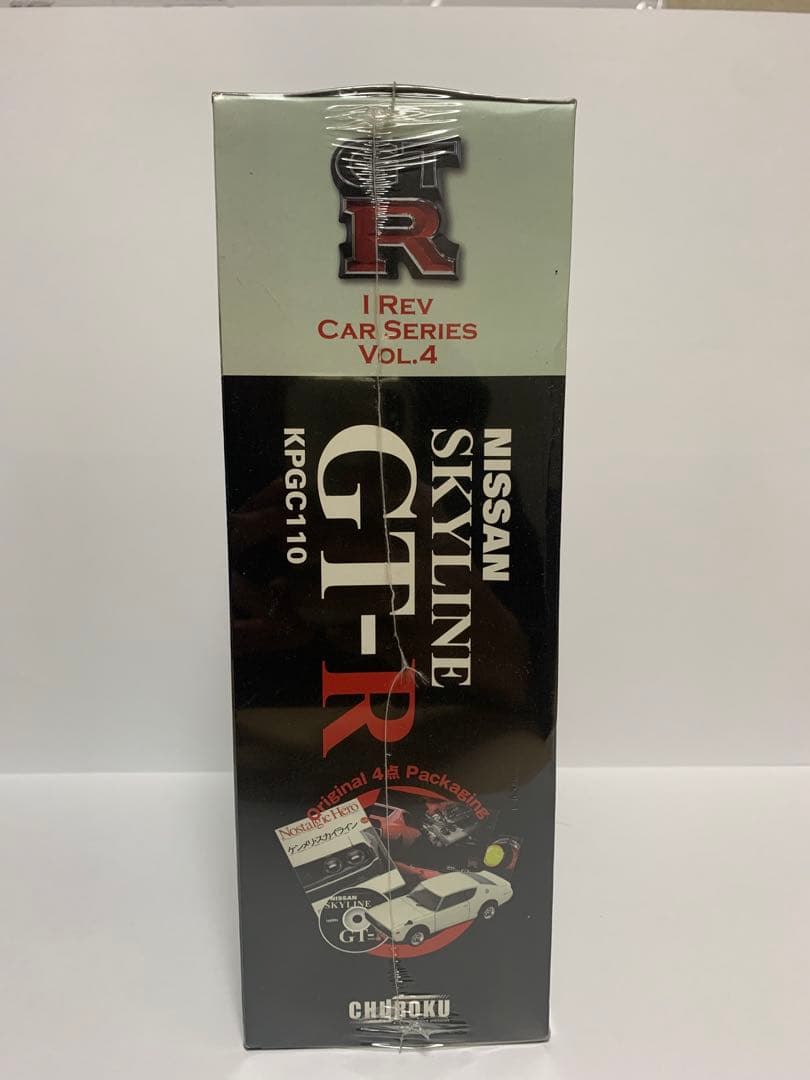 GT
R
I REV
CAR SERIES
VOL.4
NISSAN
SKYLINE
GT-R
KPGC110
Original 4点 Packaging
Nostalgic Hero
ケンメリ・スカイライン
NISSAN
SKYLINE
GT-R
CHUROKU